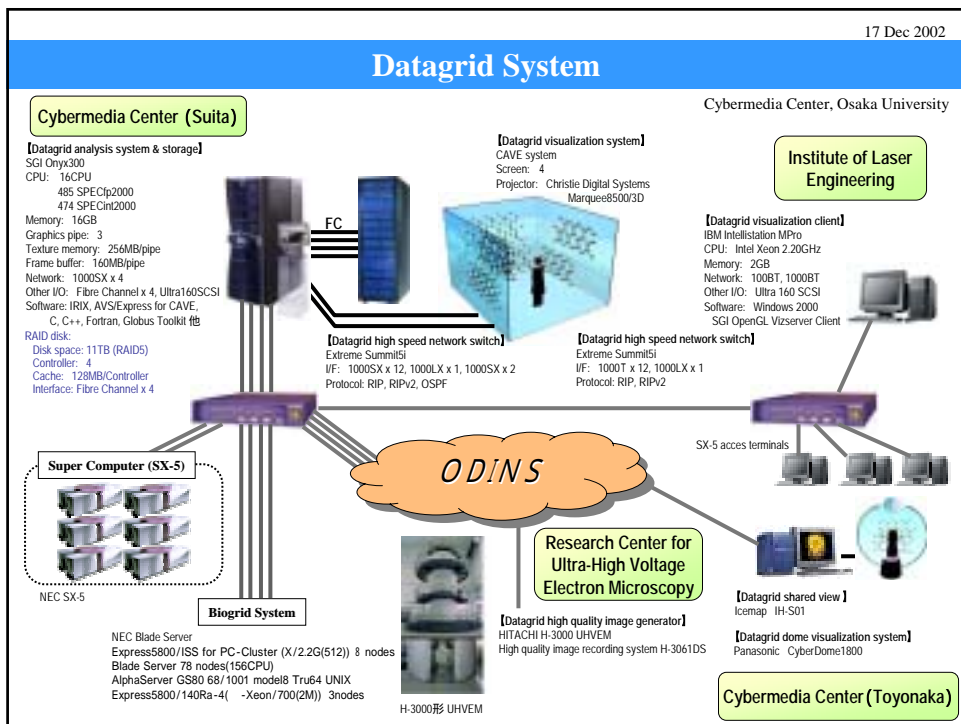 17 Dec 2002
Datagrid System
Cybermedia Center, Osaka University
Cybermedia Center (Suita)
【Datagrid analysis system & storage】
SGI Onyx300
CPU: 16CPU
485 SPECfp2000
474 SPECint2000
Memory: 16GB
Graphics pipe: 3
Texture memory: 256MB/pipe
Frame buffer: 160MB/pipe
Network: 1000SX x 4
Other I/O: Fibre Channel x 4, Ultra160SCSI
Software: IRIX, AVS/Express for CAVE,
C, C++, Fortran, Globus Toolkit 他
RAID disk:
Disk space: 11TB (RAID5)
Controller: 4
Cache: 128MB/Controller
Interface: Fibre Channel x 4
FC
【Datagrid visualization system】
CAVE system
Screen: 4
Projector: Christie Digital Systems
Marquee8500/3D
Institute of Laser
Engineering
【Datagrid visualization client】
IBM Intellistation MPro
CPU: Intel Xeon 2.20GHz
Memory: 2GB
Network: 100BT, 1000BT
Other I/O: Ultra 160 SCSI
Software: Windows 2000
SGI OpenGL Vizserver Client
【Datagrid high speed network switch】
Extreme Summit5i
I/F: 1000SX x 12, 1000LX x 1, 1000SX x 2
Protocol: RIP, RIPv2, OSPF
【Datagrid high speed network switch】
Extreme Summit5i
I/F: 1000T x 12, 1000LX x 1
Protocol: RIP, RIPv2
SX-5 acces terminals
Super Computer (SX-5)
NEC SX-5
ODINS
Biogrid System
NEC Blade Server
Express5800/ISS for PC-Cluster (X/2.2G(512)) 8 nodes
Blade Server 78 nodes(156CPU)
AlphaServer GS80 68/1001 model8 Tru64 UNIX
Express5800/140Ra-4( -Xeon/700(2M)) 3nodes
H-3000形 UHVEM
Research Center for
Ultra-High Voltage
Electron Microscopy
【Datagrid high quality image generator】
HITACHI H-3000 UHVEM
High quality image recording system H-3061DS
【Datagrid shared view 】
Icemap IH-S01
【Datagrid dome visualization system】
Panasonic CyberDome1800
Cybermedia Center (Toyonaka)